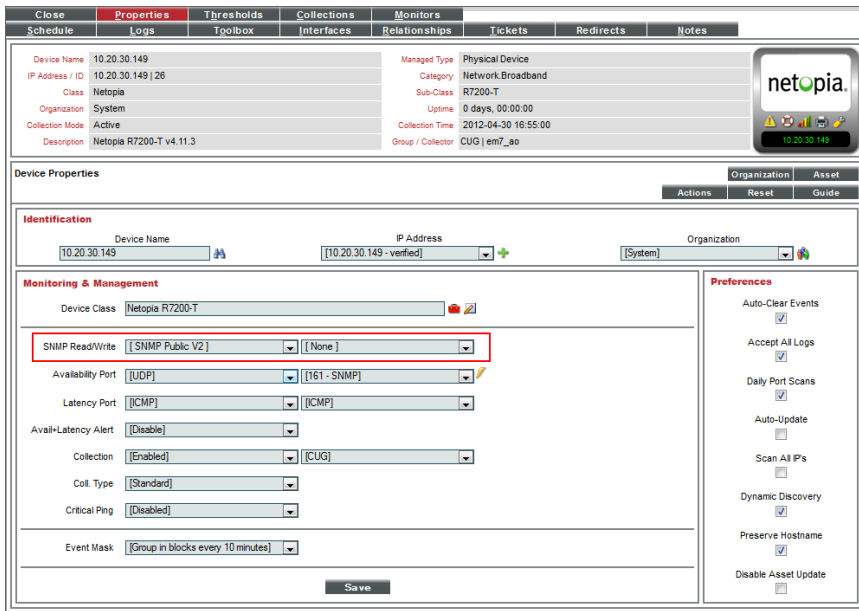 Close Properties Thresholds Collections Monitors
Schedule Logs Toolbox Interfaces Relationships Tickets Redirects Notes
Device Name 10.20.30.149 Managed Type Physical Device
IP Address / ID 10.20.30.149 | 26 Category Network.Broadband
Class Netopia Sub-Class R7200-T
Organization System Uptime 0 days, 00:00:00
Collection Mode Active Collection Time 2012-04-30 16:55:00
Description Netopia R7200-T v4.11.3 Group / Collector CUG | em7_ao
netopia.
10.20.30.149
Device Properties
Organization Asset
Actions Reset Guide
Identification
Device Name IP Address Organization
10.20.30.149 [10.20.30.149 - verified] [System]
Monitoring & Management
Device Class Netopia R7200-T
SNMP Read/Write [ SNMP Public V2 ] [ None ]
Availability Port [UDP] [161 - SNMP]
Latency Port [ICMP] [ICMP]
Avail+Latency Alert [Disable]
Collection [Enabled] [CUG]
Coll. Type [Standard]
Critical Ping [Disabled]
Event Mask [Group in blocks every 10 minutes]
Save
Preferences
Auto-Clear Events
Accept All Logs
Daily Port Scans
Auto-Update
Scan All IP's
Dynamic Discovery
Preserve Hostname
Disable Asset Update